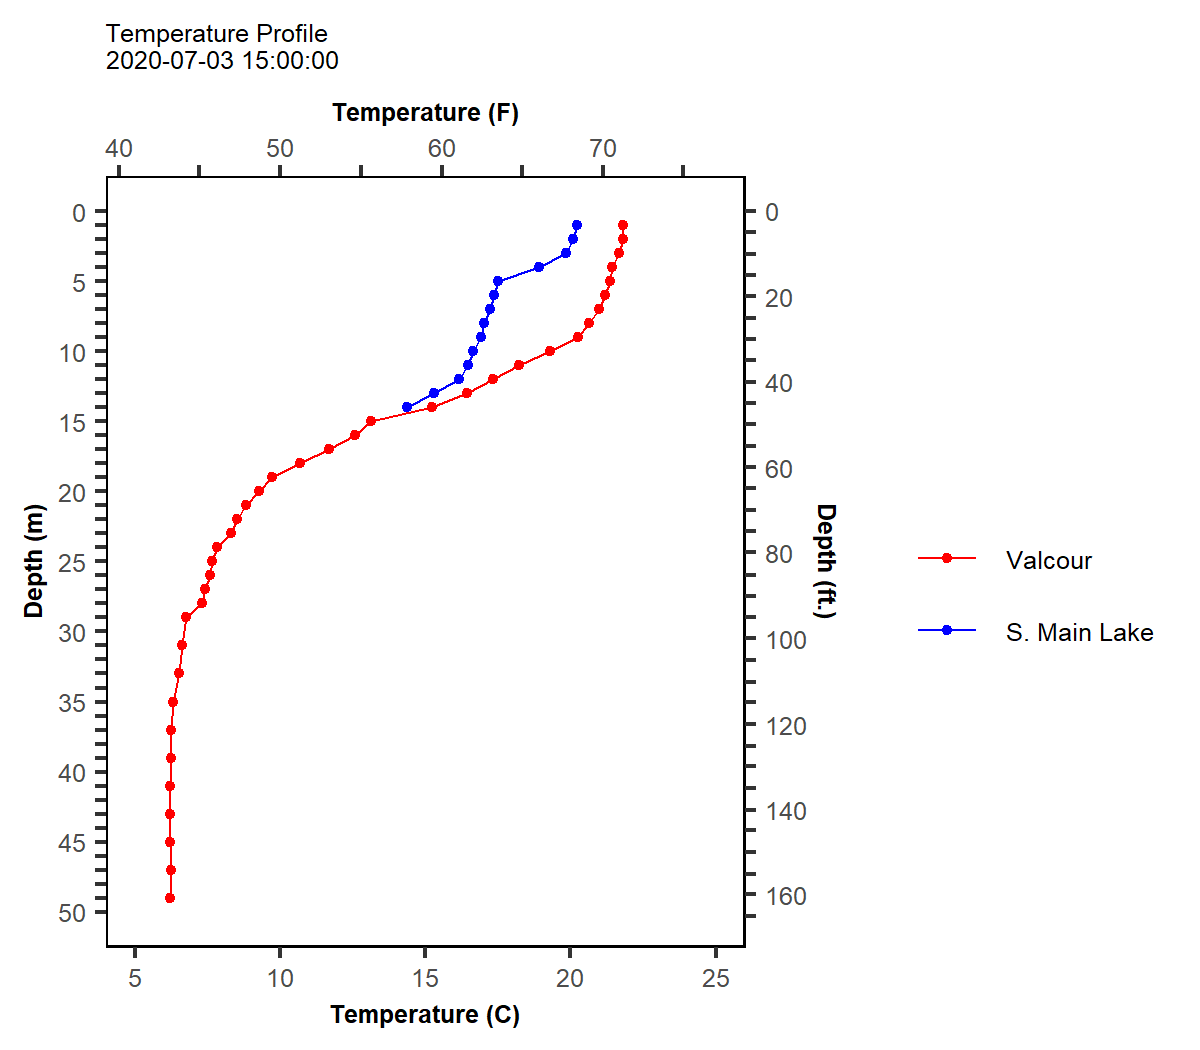 Temperature Profile
2020-07-03 15:00:00
Temperature (F)
40 50 60 70
0
5
10
15
20
25
30
35
40
45
50
Depth (m)
0
20
40
60
80
100
120
140
160
Depth (ft.)
Valcour
S. Main Lake
5 10 15 20 25
Temperature (C)